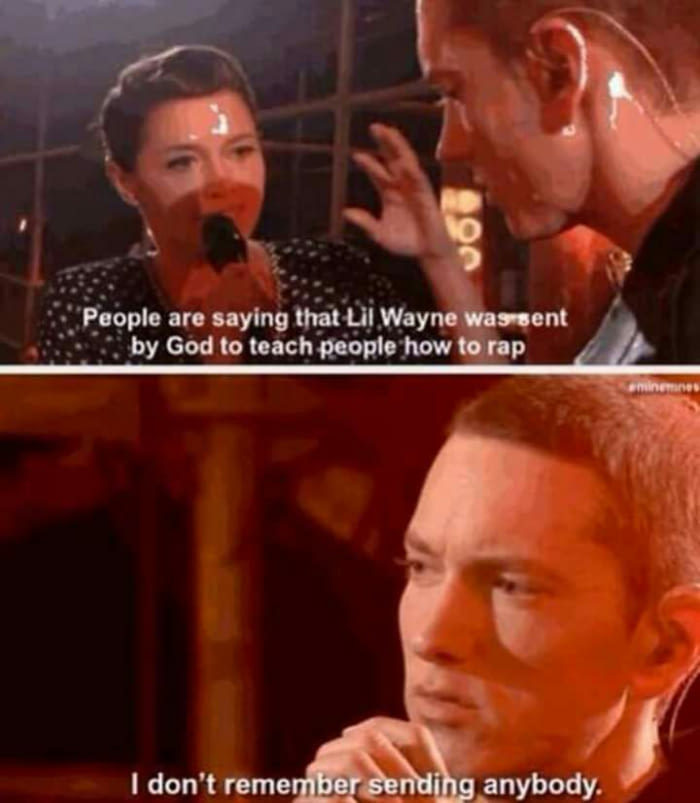 People are saying that Lil Wayne was sent
by God to teach people how to rap
eminemnes
I don't remember sending anybody.